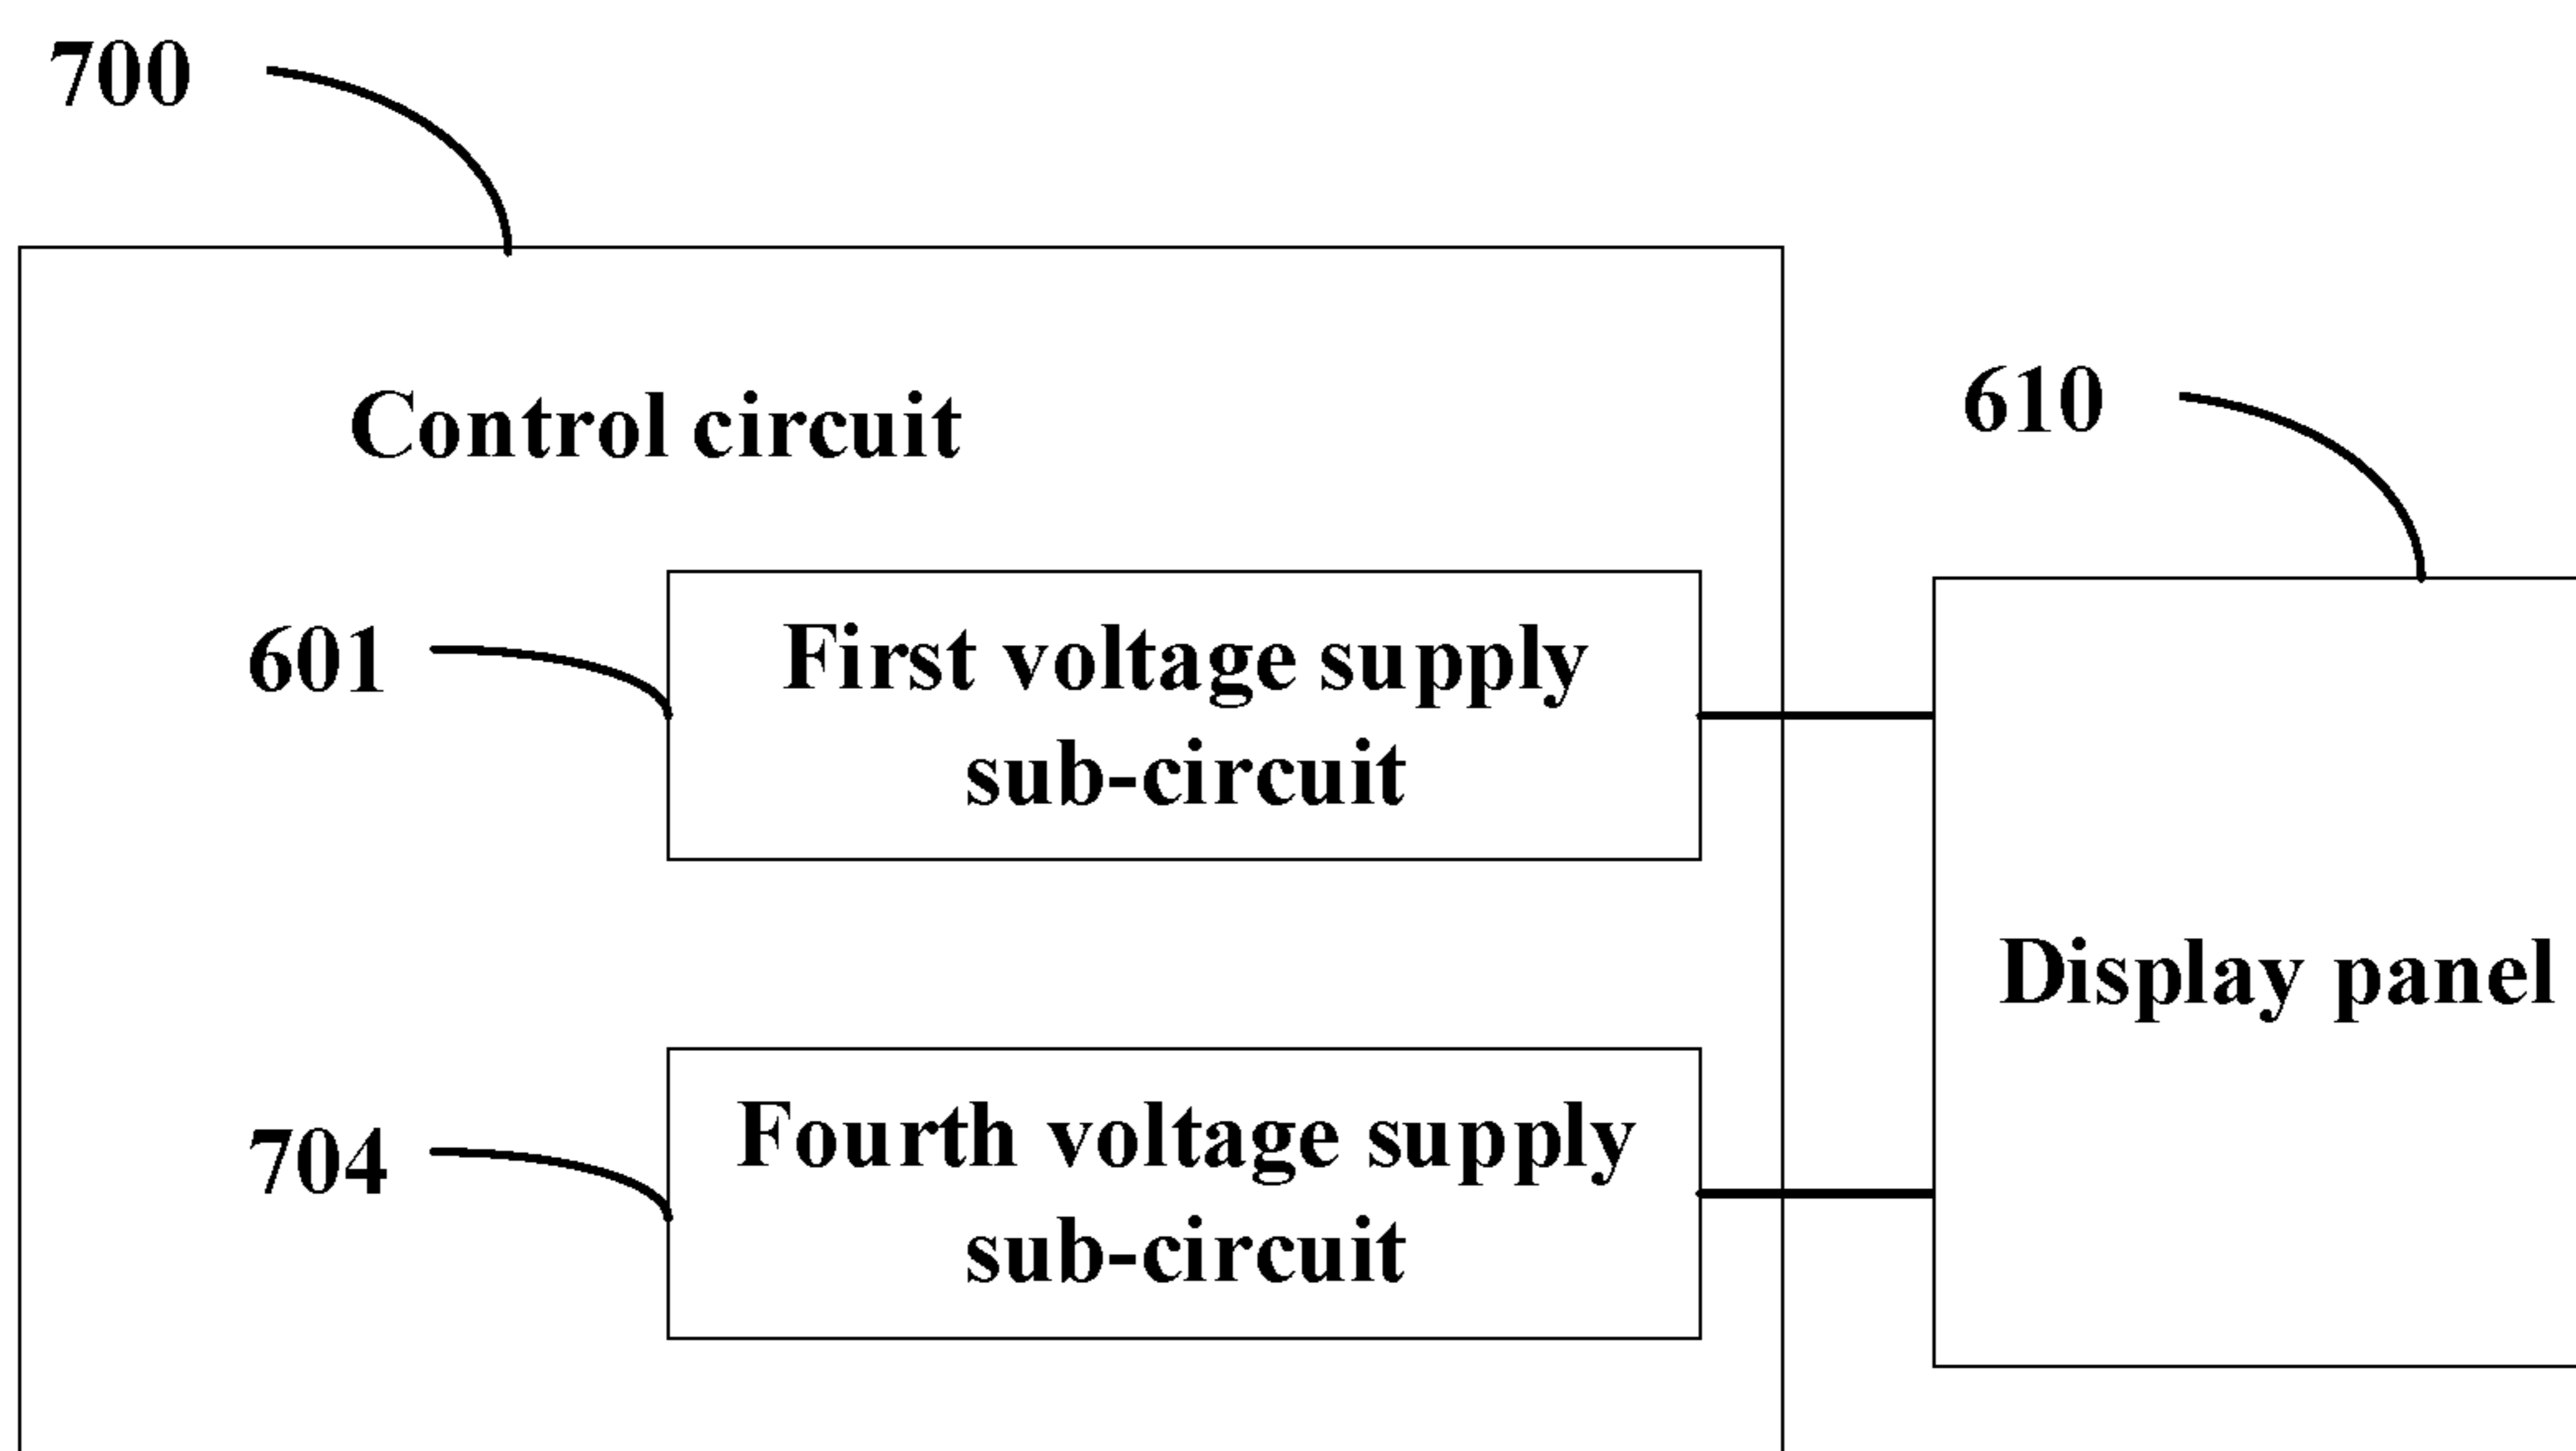 700
Control circuit
610
601
First voltage supply
sub-circuit
Display panel
704
Fourth voltage supply
sub-circuit